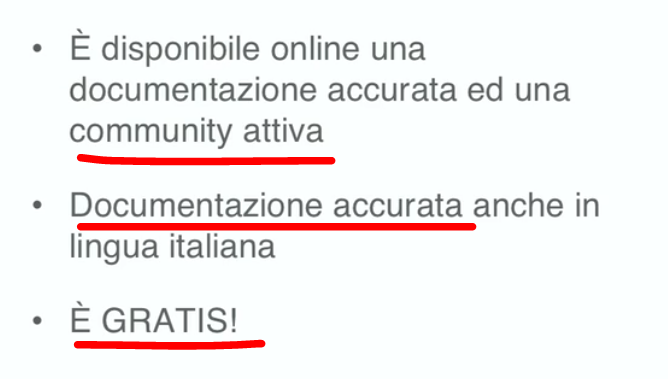 • È disponibile online una
documentazione accurata ed una
community attiva
• Documentazione accurata anche in
lingua italiana
• È GRATIS!